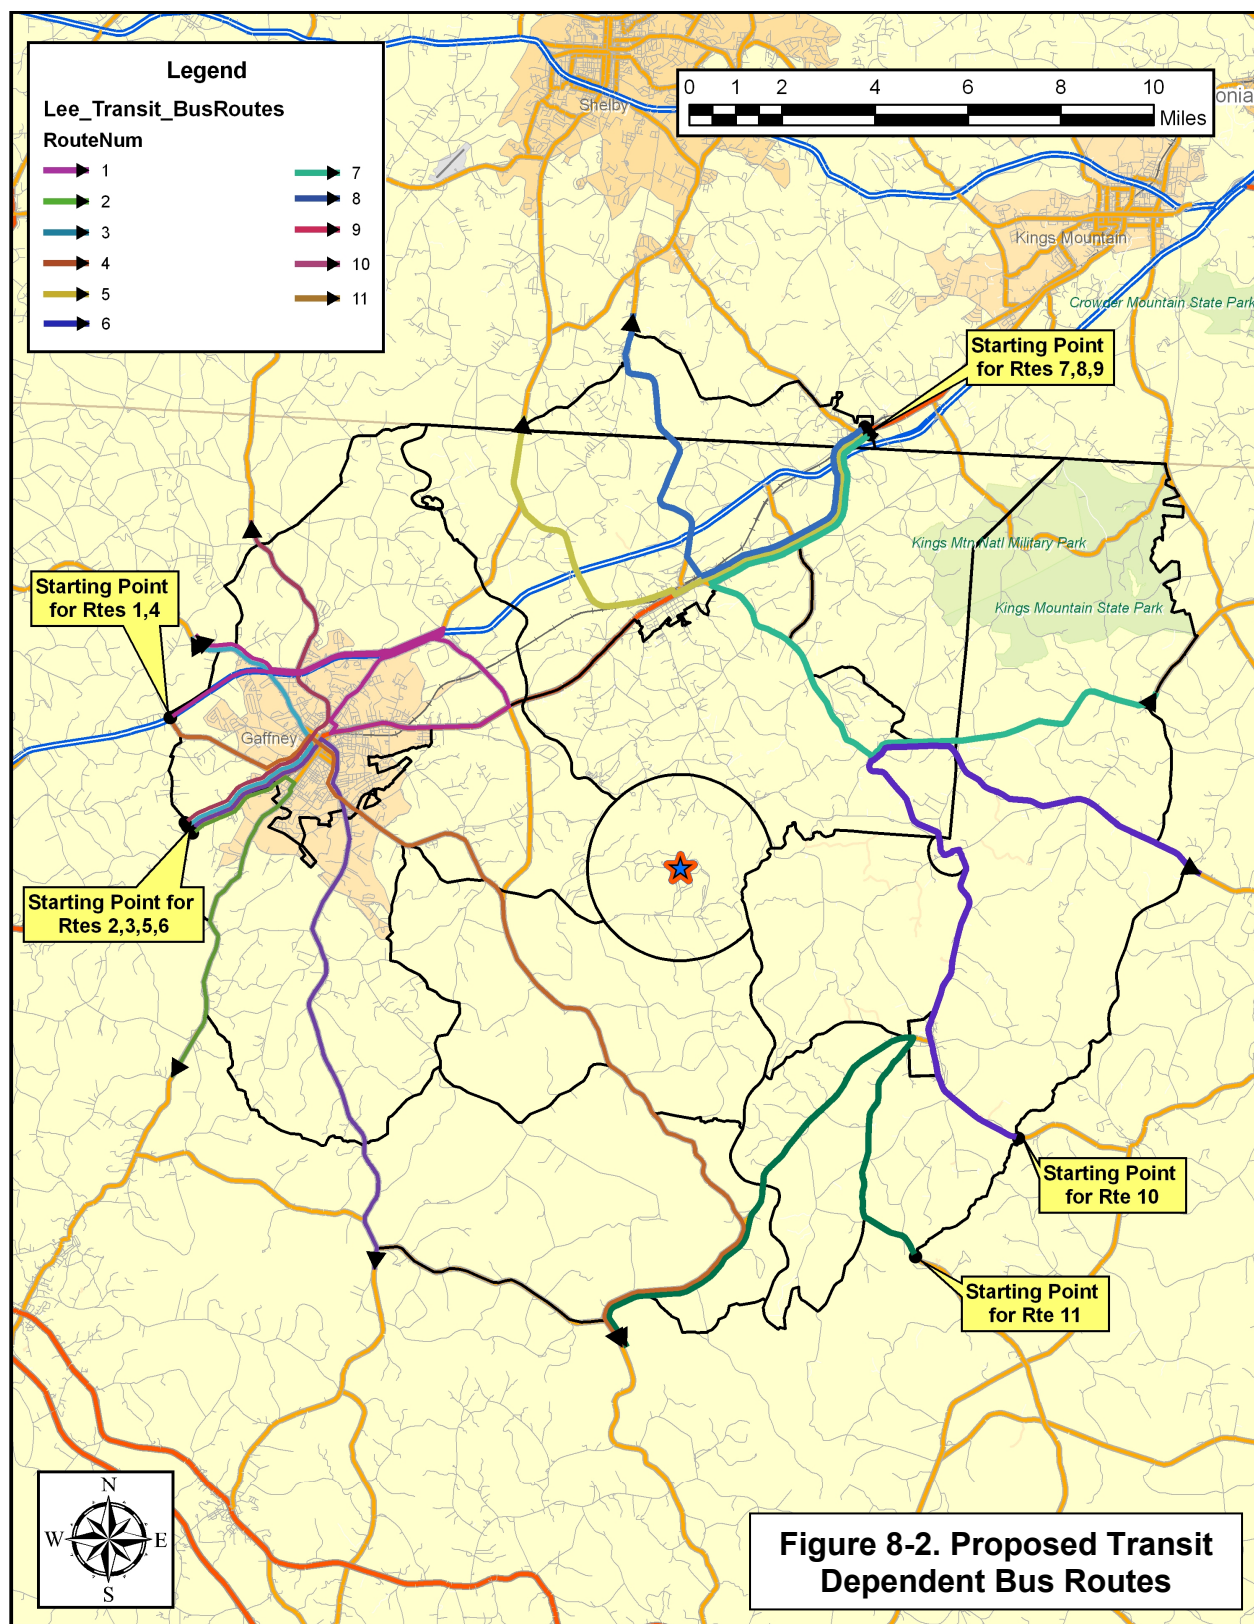 Legend
Lee_Transit_BusRoutes
RouteNum
1
2
3
4
5
6
7
8
9
10
11
0 1 2 4 6 8 10
Miles
Shelby
onia
Kings Mountain
Crowder Mountain State Park
Starting Point
for Rtes 7,8,9
Kings Mtn Natl Military Park
Kings Mountain State Park
Starting Point
for Rtes 1,4
Gaffney
Starting Point for
Rtes 2,3,5,6
Starting Point
for Rte 10
Starting Point
for Rte 11
N
W E
S
Figure 8-2. Proposed Transit
Dependent Bus Routes